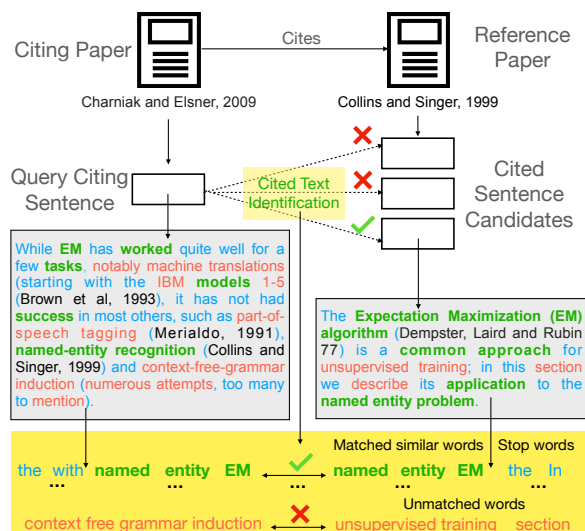 Citing Paper
Cites
Reference
Paper
Charniak and Elsner, 2009
Collins and Singer, 1999
Query Citing
Sentence
Cited Text
Identification
Cited
Sentence
Candidates
While EM has worked quite well for a
few tasks, notably machine translations
(starting with the IBM models 1-5
(Brown et al, 1993), it has not had
success in most others, such as part-of-
speech tagging (Merialdo, 1991),
named-entity recognition (Collins and
Singer, 1999) and context-free-grammar
induction (numerous attempts, too many
to mention).
The Expectation Maximization (EM)
algorithm (Dempster, Laird and Rubin
77) is a common approach for
unsupervised training; in this section
we describe its application to the
named entity problem.
Matched similar words Stop words
the with named entity EM ... named entity EM the In
... ... ... ...
Unmatched words
context free grammar induction unsupervised training section